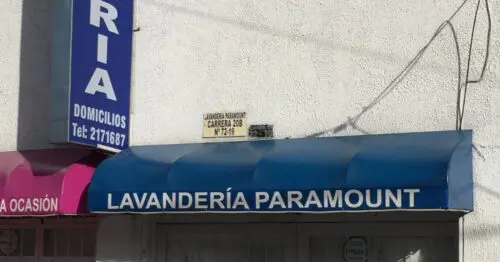 RIA
DOMICILIOS
Tel: 2171687
LAVANDERIA PARAMOUNT
CARRERA 20B
Nº 72-19
A OCASIÓN
LAVANDERÍA PARAMOUNT